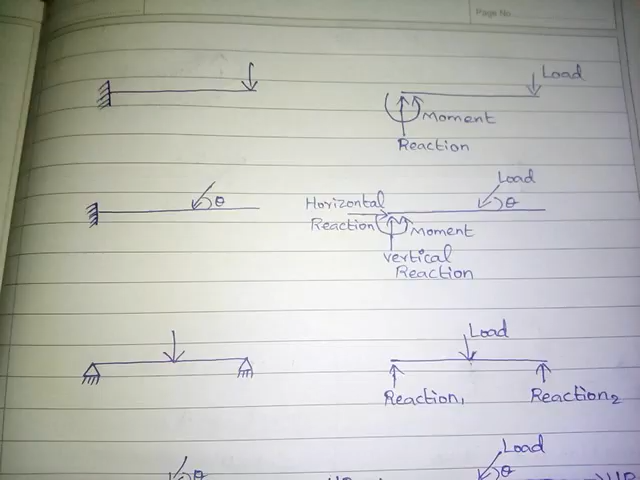 Page No
Load
Moment
Reaction
θ
Load
θ
Horizontal
Reaction
Moment
vertical
Reaction
Load
Reaction1
Reaction2
θ
Load
θ